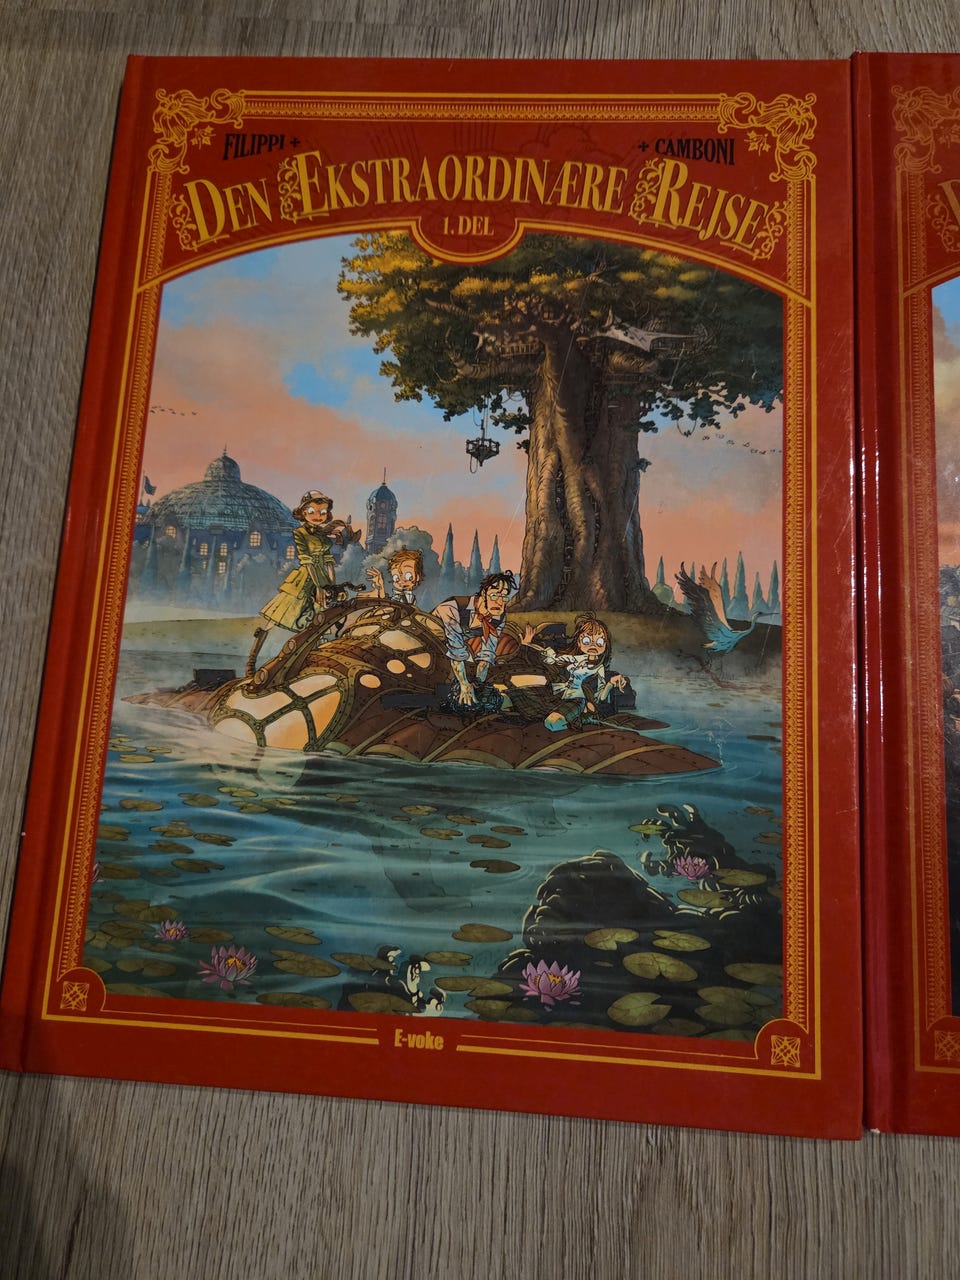 FILIPPI + + CAMBONI
DEN EKSTRAORDINÆRE REJSE
1. DEL
E-voke